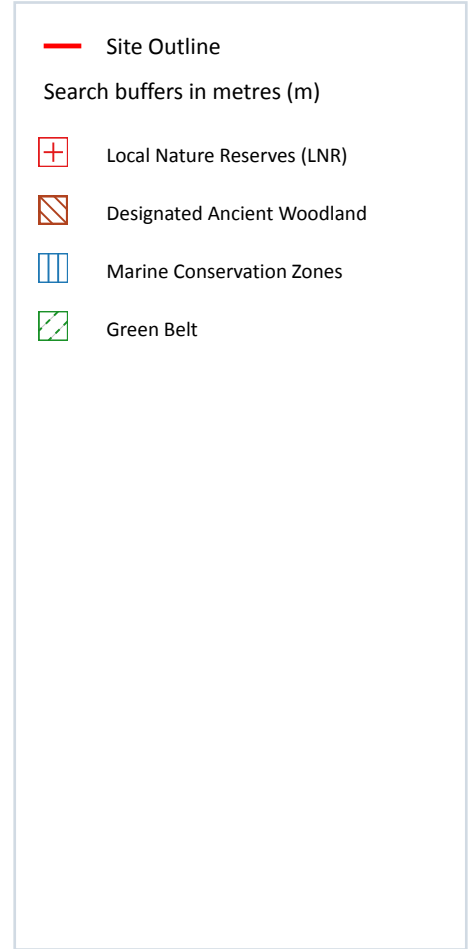 Site Outline
Search buffers in metres (m)
Local Nature Reserves (LNR)
Designated Ancient Woodland
Marine Conservation Zones
Green Belt